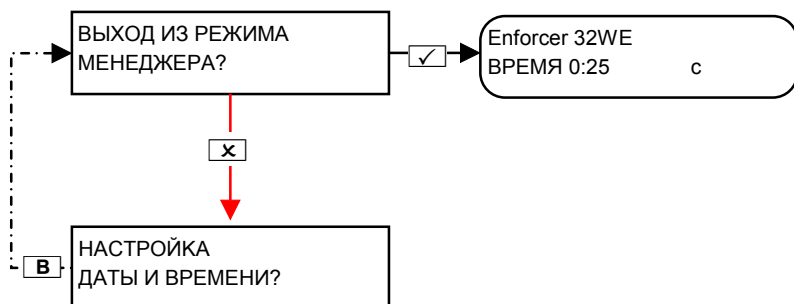 ВЫХОД ИЗ РЕЖИМА
МЕНЕДЖЕРА?
✓
Enforcer 32WE
ВРЕМЯ 0:25 с
x
НАСТРОЙКА
ДАТЫ И ВРЕМЕНИ?
B